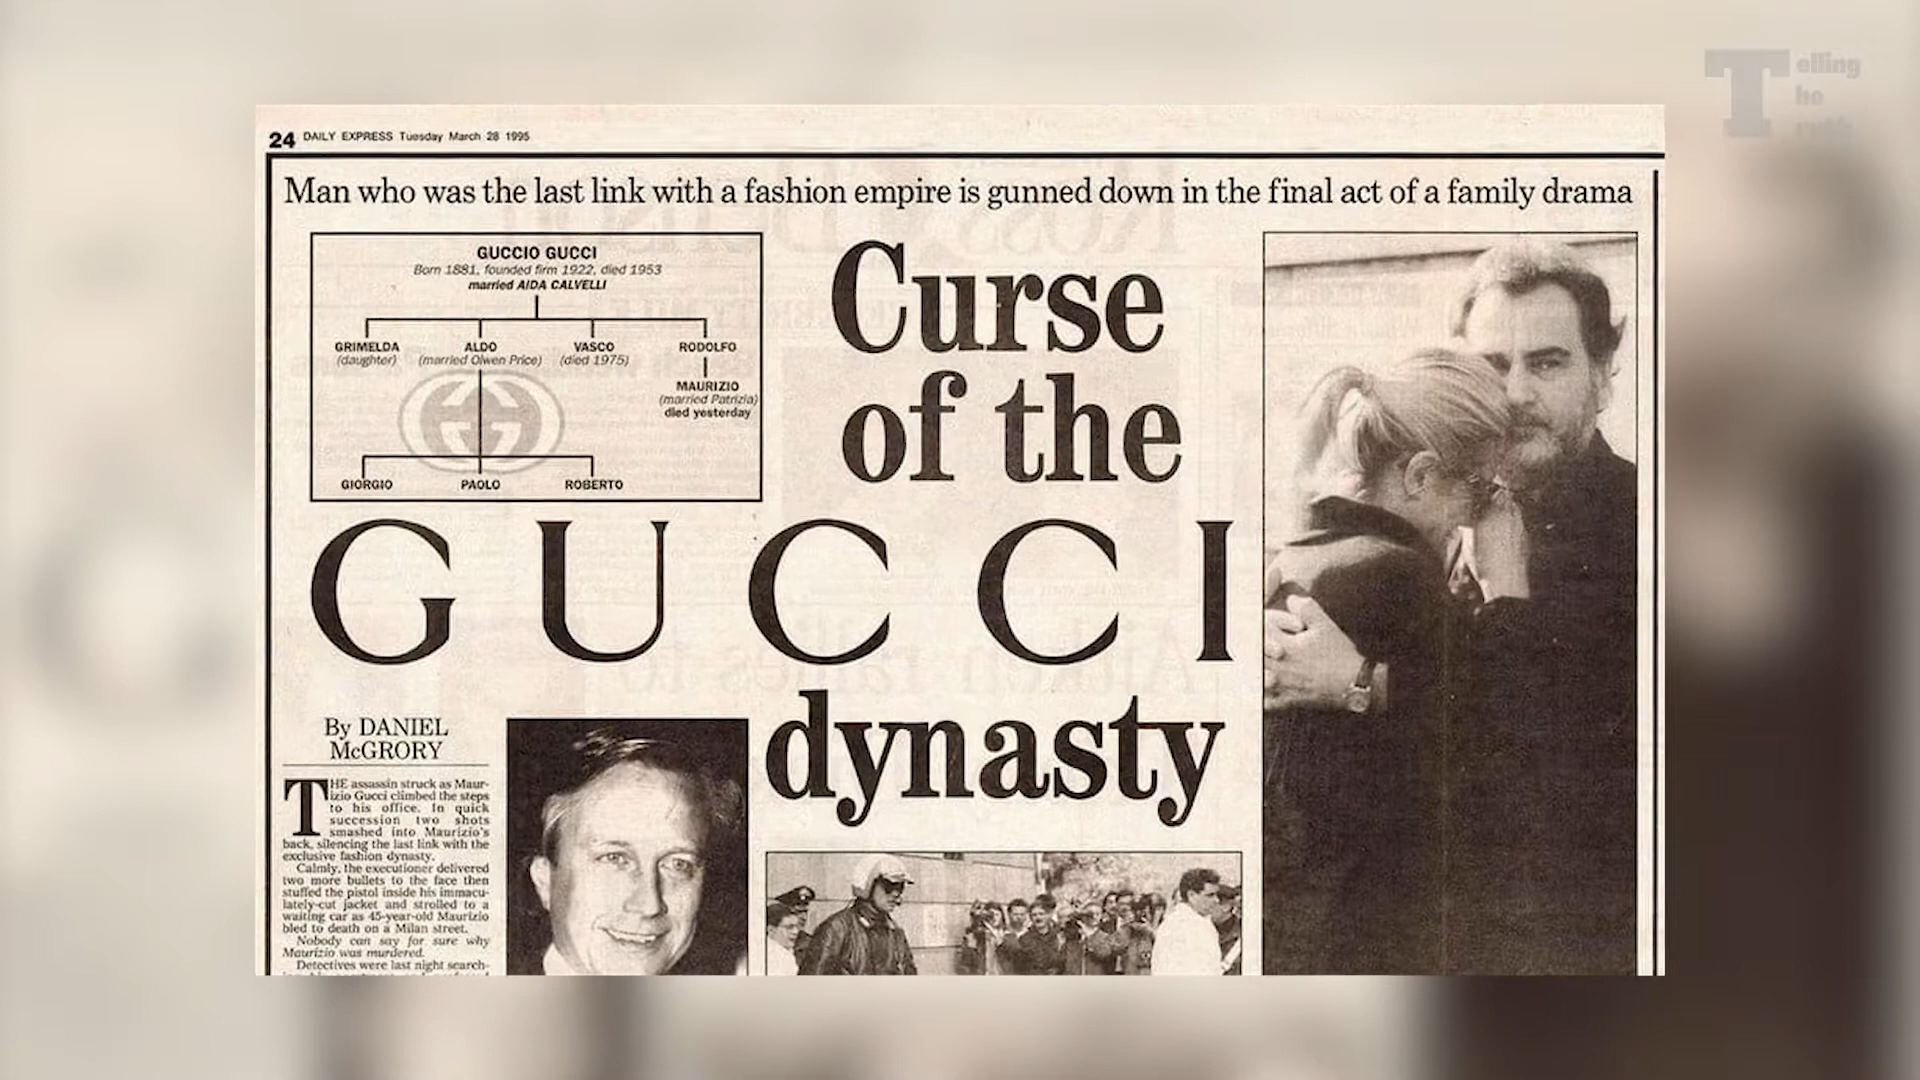 24 DAILY EXPRESS Tuesday March 28 1995
Man who was the last link with a fashion empire is gunned down in the final act of a family drama
GUCCIO GUCCI
Born 1881, founded firm 1922, died 1953
married AIDA CALVELLI
GRIMELDA
(daughter)
ALDO
(married Olwen Price)
VASCO
(died 1975)
RODOLFO
MAURIZIO
(married Patrizia)
died yesterday
GIORGIO
PAOLO
ROBERTO
Curse
of the
GUCCI
dynasty
By DANIEL
McGRORY
THE assassin struck as Maur-
izio Gucci climbed the steps
to his office. In quick
succession two shots
smashed into Maurizio's
back, silencing the last link with the
exclusive fashion dynasty.
Calmly, the executioner delivered
two more bullets to the face then
stuffed the pistol inside his immacu-
lately-cut jacket and strolled to a
waiting car as 45-year-old Maurizio
bled to death on a Milan street.
Nobody can say for sure why
Maurizio was murdered.
Detectives were last night search-
Telling
he